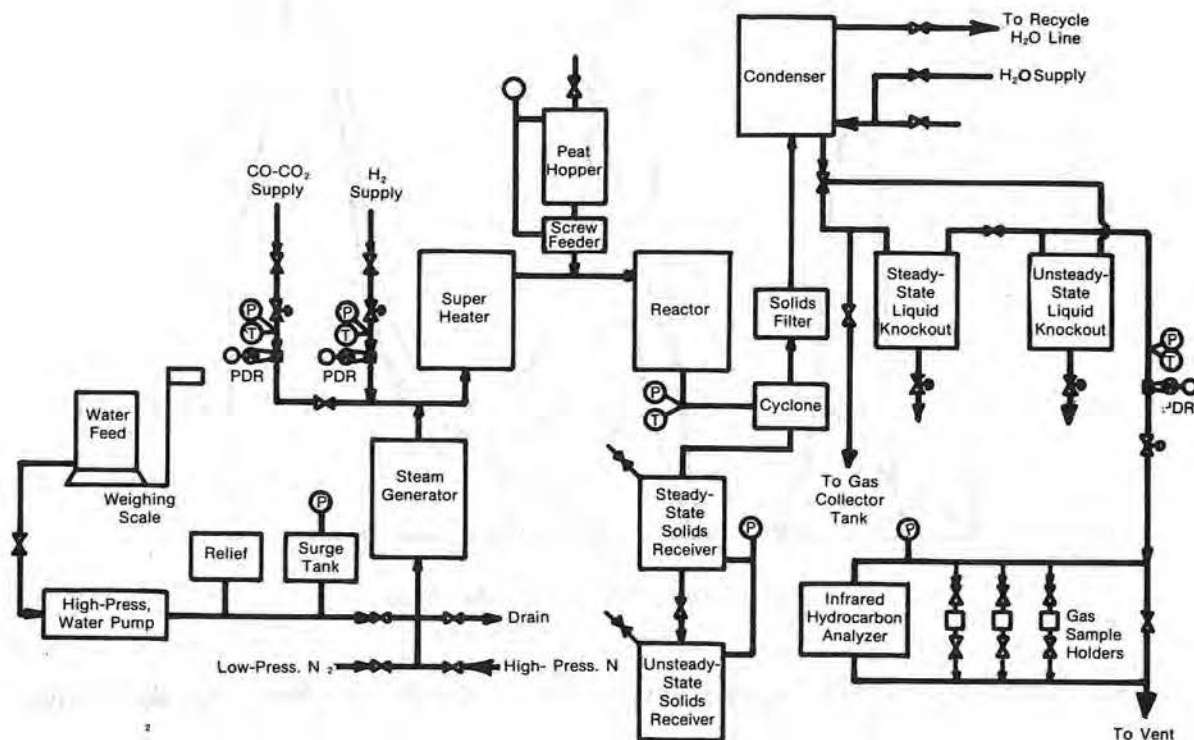 To Recycle
H₂O Line
Condenser
H₂O Supply
Peat
Hopper
CO-CO₂
Supply
H₂
Supply
Screw
Feeder
Super
Heater
Reactor
Solids
Filter
Steady-
State
Liquid
Knockout
Unsteady-
State
Liquid
Knockout
P
T
PDR
P
T
PDR
P
T
PDR
P
T
Cyclone
Water
Feed
Weighing
Scale
Steam
Generator
Steady-
State
Solids
Receiver
P
To Gas
Collector
Tank
P
Relief
P
Surge
Tank
High-Press,
Water Pump
Drain
Low-Press. N ₂
High- Press. N
Unsteady-
State
Solids
Receiver
Infrared
Hydrocarbon
Analyzer
Gas
Sample
Holders
To Vent
2